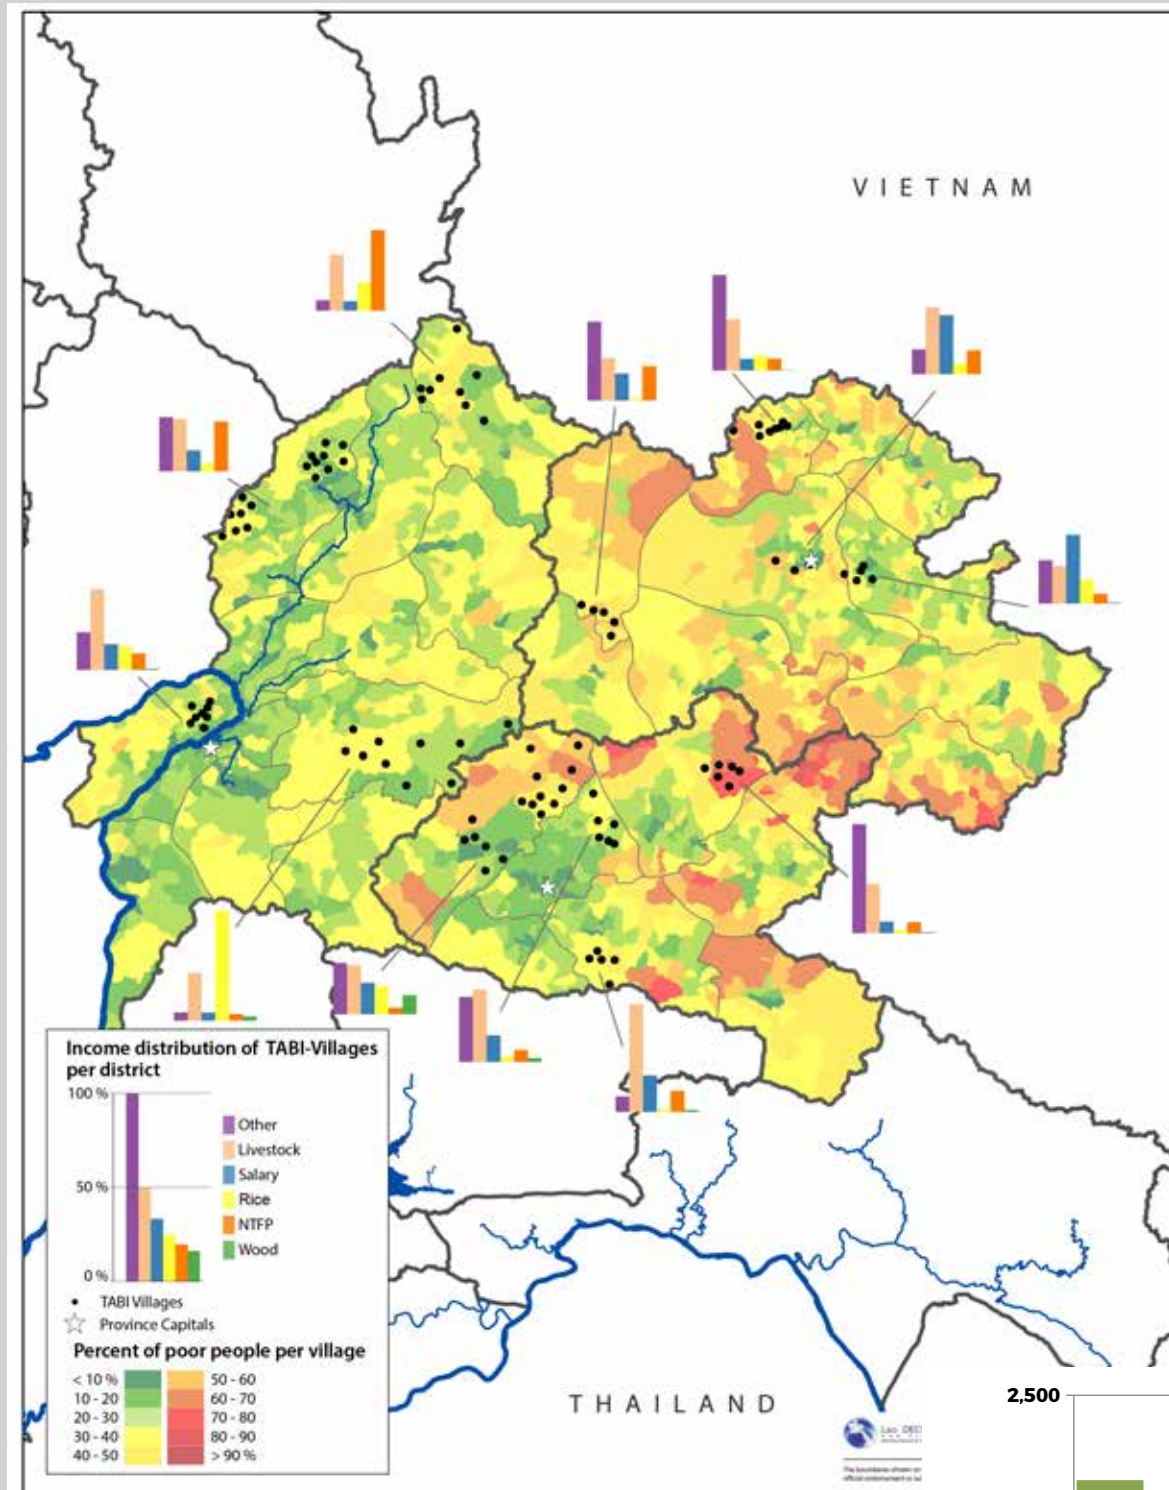 VIETNAM
Income distribution of TABI-Villages
per district
100 %
50 %
0 %
Other
Livestock
Salary
Rice
NTFP
Wood
TABI Villages
Province Capitals
Percent of poor people per village
< 10 % 50 - 60
10 - 20 60 - 70
20 - 30 70 - 80
30 - 40 80 - 90
40 - 50 > 90 %
THAILAND
2,500
Lao DEC